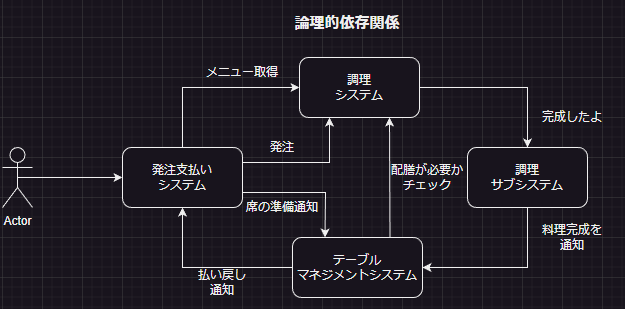 論理的依存関係
メニュー取得
調理
システム
完成したよ
発注
発注支払い
システム
配膳が必要か
チェック
調理
サブシステム
席の準備通知
Actor
料理完成を
通知
テーブル
マネジメントシステム
払い戻し
通知